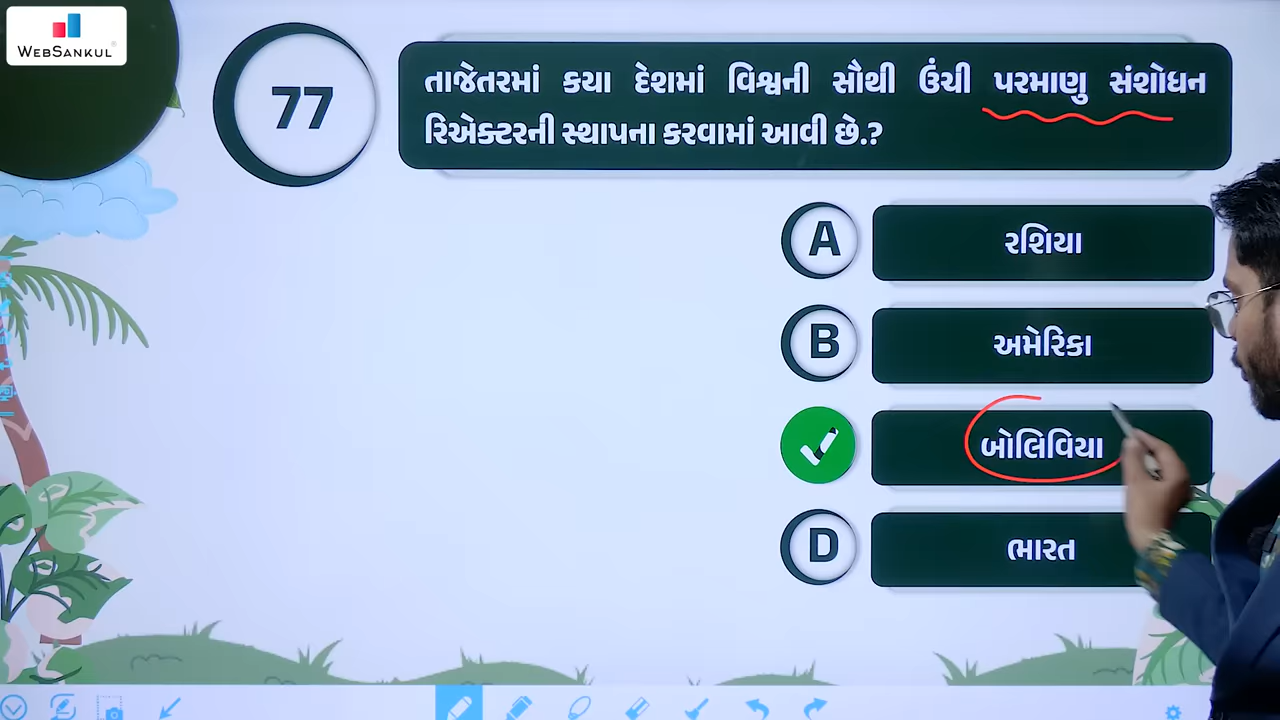 WEBSANKUL
77
તાજેતરમાં કયા દેશમાં વિશ્વની સૌથી ઉંચી પરમાણુ સંશોધન
રિએક્ટરની સ્થાપના કરવામાં આવી છે.?
A
રશિયા
B
અમેરિકા
બોલિવિયા
D
ભારત